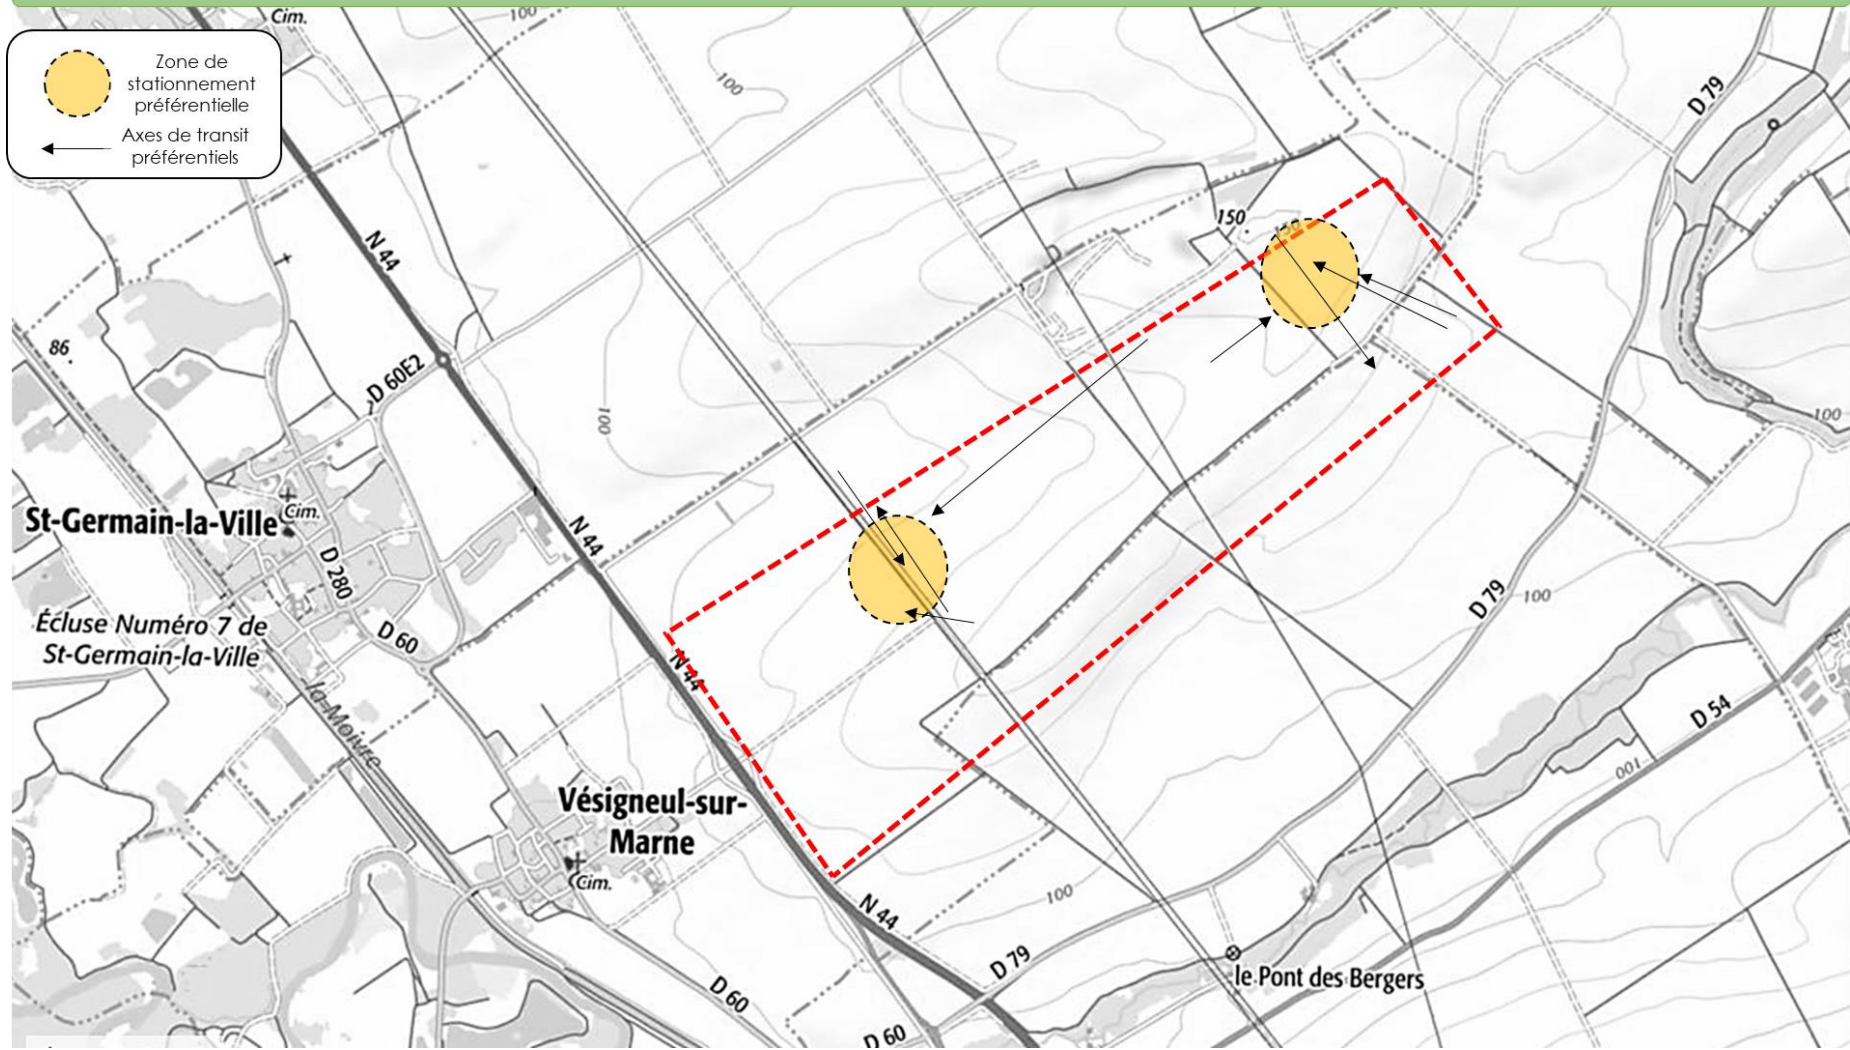 Cim.
100
Zone de
stationnement
préférentielle
Axes de transit
préférentiels
100
D 79
150
150
N 44
86
D 60E2
100
100
St-Germain-la-Ville
Cim.
N 44
D 280
D 79
100
Écluse Numéro 7 de
St-Germain-la-Ville
D 60
N 44
la Moivre
D 54
100
Vésigneul-sur-
Marne
Cim.
100
N 44
D 79
le Pont des Bergers
D 60
D 60